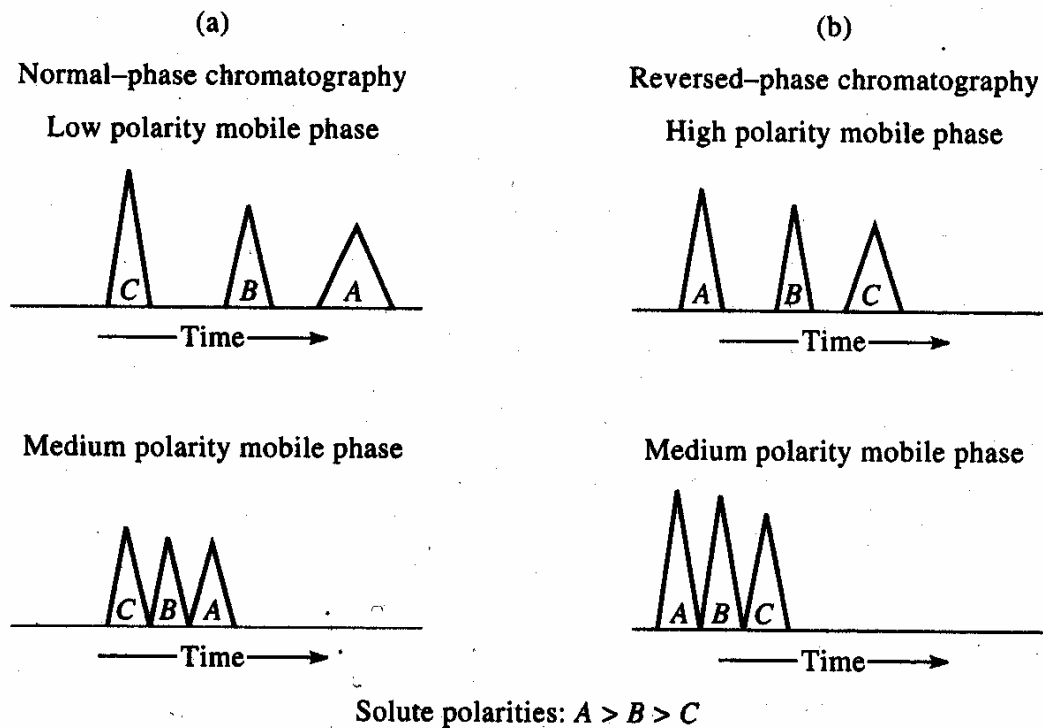 (a)
Normal–phase chromatography
Low polarity mobile phase
C B A
Time
Medium polarity mobile phase
C B A
Time
(b)
Reversed–phase chromatography
High polarity mobile phase
A B C
Time
Medium polarity mobile phase
A B C
Time
Solute polarities: A > B > C